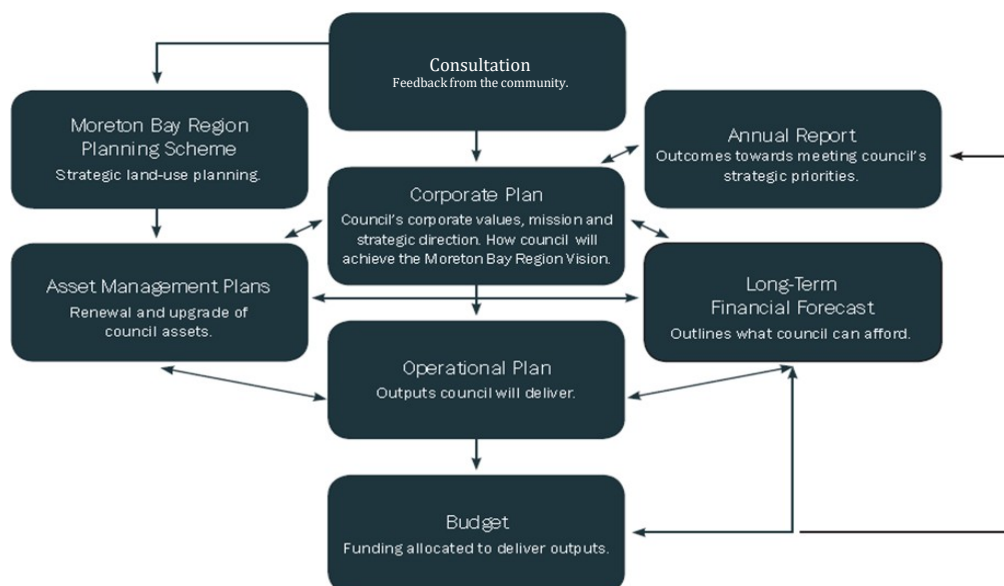 Consultation
Feedback from the community.
Moreton Bay Region
Planning Scheme
Strategic land-use planning.
Annual Report
Outcomes towards meeting council's
strategic priorities.
Corporate Plan
Council's corporate values, mission and
strategic direction. How council will
achieve the Moreton Bay Region Vision.
Asset Management Plans
Renewal and upgrade of
council assets.
Long-Term
Financial Forecast
Outlines what council can afford.
Operational Plan
Outputs council will deliver.
Budget
Funding allocated to deliver outputs.